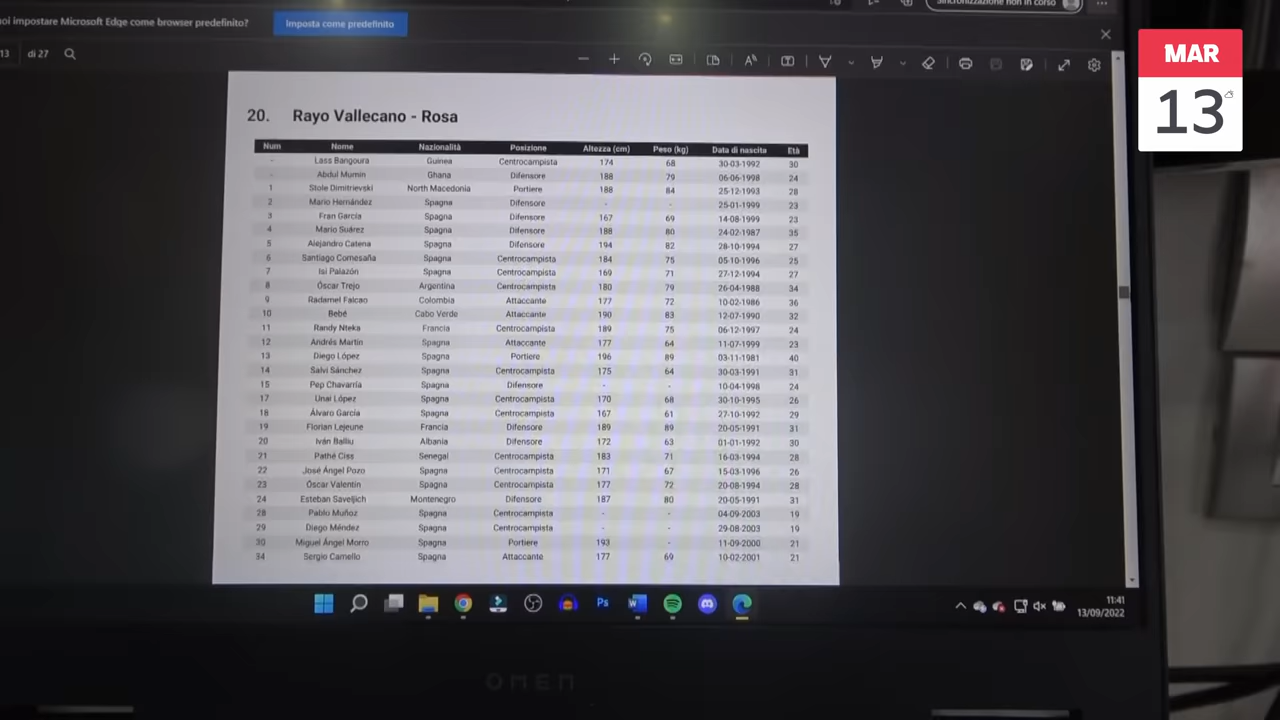 oi impostare Microsoft Edge come browser predefinito?
Imposta come predefinito
Sincronizzazione non in corso
MAR
13
13 di 27
20. Rayo Vallecano - Rosa
Num Nome Nazionalità Posizione Altezza (cm) Peso (kg) Data di nascita Età
- Lass Bangoura Guinea Centrocampista 174 68 30-03-1992 30
- Abdul Mumin Ghana Difensore 188 79 06-06-1998 24
1 Stole Dimitrievski North Macedonia Portiere 188 84 25-12-1993 28
2 Mario Hernández Spagna Difensore - - 25-01-1999 23
3 Fran García Spagna Difensore 167 69 14-08-1999 23
4 Mario Suárez Spagna Difensore 188 80 24-02-1987 35
5 Alejandro Catena Spagna Difensore 194 82 28-10-1994 27
6 Santiago Comesaña Spagna Centrocampista 184 75 05-10-1996 25
7 Isi Palazón Spagna Centrocampista 169 71 27-12-1994 27
8 Óscar Trejo Argentina Centrocampista 180 79 26-04-1988 34
9 Radamel Falcao Colombia Attaccante 177 72 10-02-1986 36
10 Bebé Cabo Verde Attaccante 190 83 12-07-1990 32
11 Randy Nteka Francia Centrocampista 189 75 06-12-1997 24
12 Andrés Martín Spagna Attaccante 177 64 11-07-1999 23
13 Diego López Spagna Portiere 196 89 03-11-1981 40
14 Salvi Sánchez Spagna Centrocampista 175 64 30-03-1991 31
15 Pep Chavarría Spagna Difensore - - 10-04-1998 24
17 Unai López Spagna Centrocampista 170 68 30-10-1995 26
18 Álvaro García Spagna Centrocampista 167 61 27-10-1992 29
19 Florian Lejeune Francia Difensore 189 89 20-05-1991 31
20 Iván Balliu Albania Difensore 172 63 01-01-1992 30
21 Pathé Ciss Senegal Centrocampista 183 71 16-03-1994 28
22 José Ángel Pozo Spagna Centrocampista 171 67 15-03-1996 26
23 Óscar Valentín Spagna Centrocampista 177 72 20-08-1994 28
24 Esteban Saveljich Montenegro Difensore 187 80 20-05-1991 31
28 Pablo Muñoz Spagna Centrocampista - - 04-09-2003 19
29 Diego Méndez Spagna Centrocampista - - 29-08-2003 19
30 Miguel Ángel Morro Spagna Portiere 193 - 11-09-2000 21
34 Sergio Camello Spagna Attaccante 177 69 10-02-2001 21
Ps
11:41
13/09/2022
OMEN